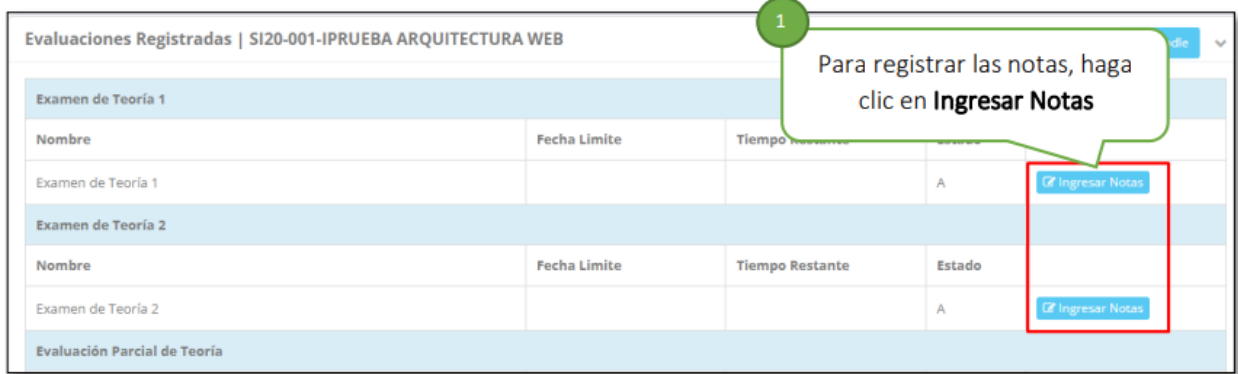 1
Evaluaciones Registradas | SI20-001-IPRUEBA ARQUITECTURA WEB
Para registrar las notas, haga
clic en Ingresar Notas
Examen de Teoría 1
Nombre Fecha Limite Tiempo
Examen de Teoría 1 A Ingresar Notas
Examen de Teoría 2
Nombre Fecha Limite Tiempo Restante Estado
Examen de Teoría 2 A Ingresar Notas
Evaluación Parcial de Teoría